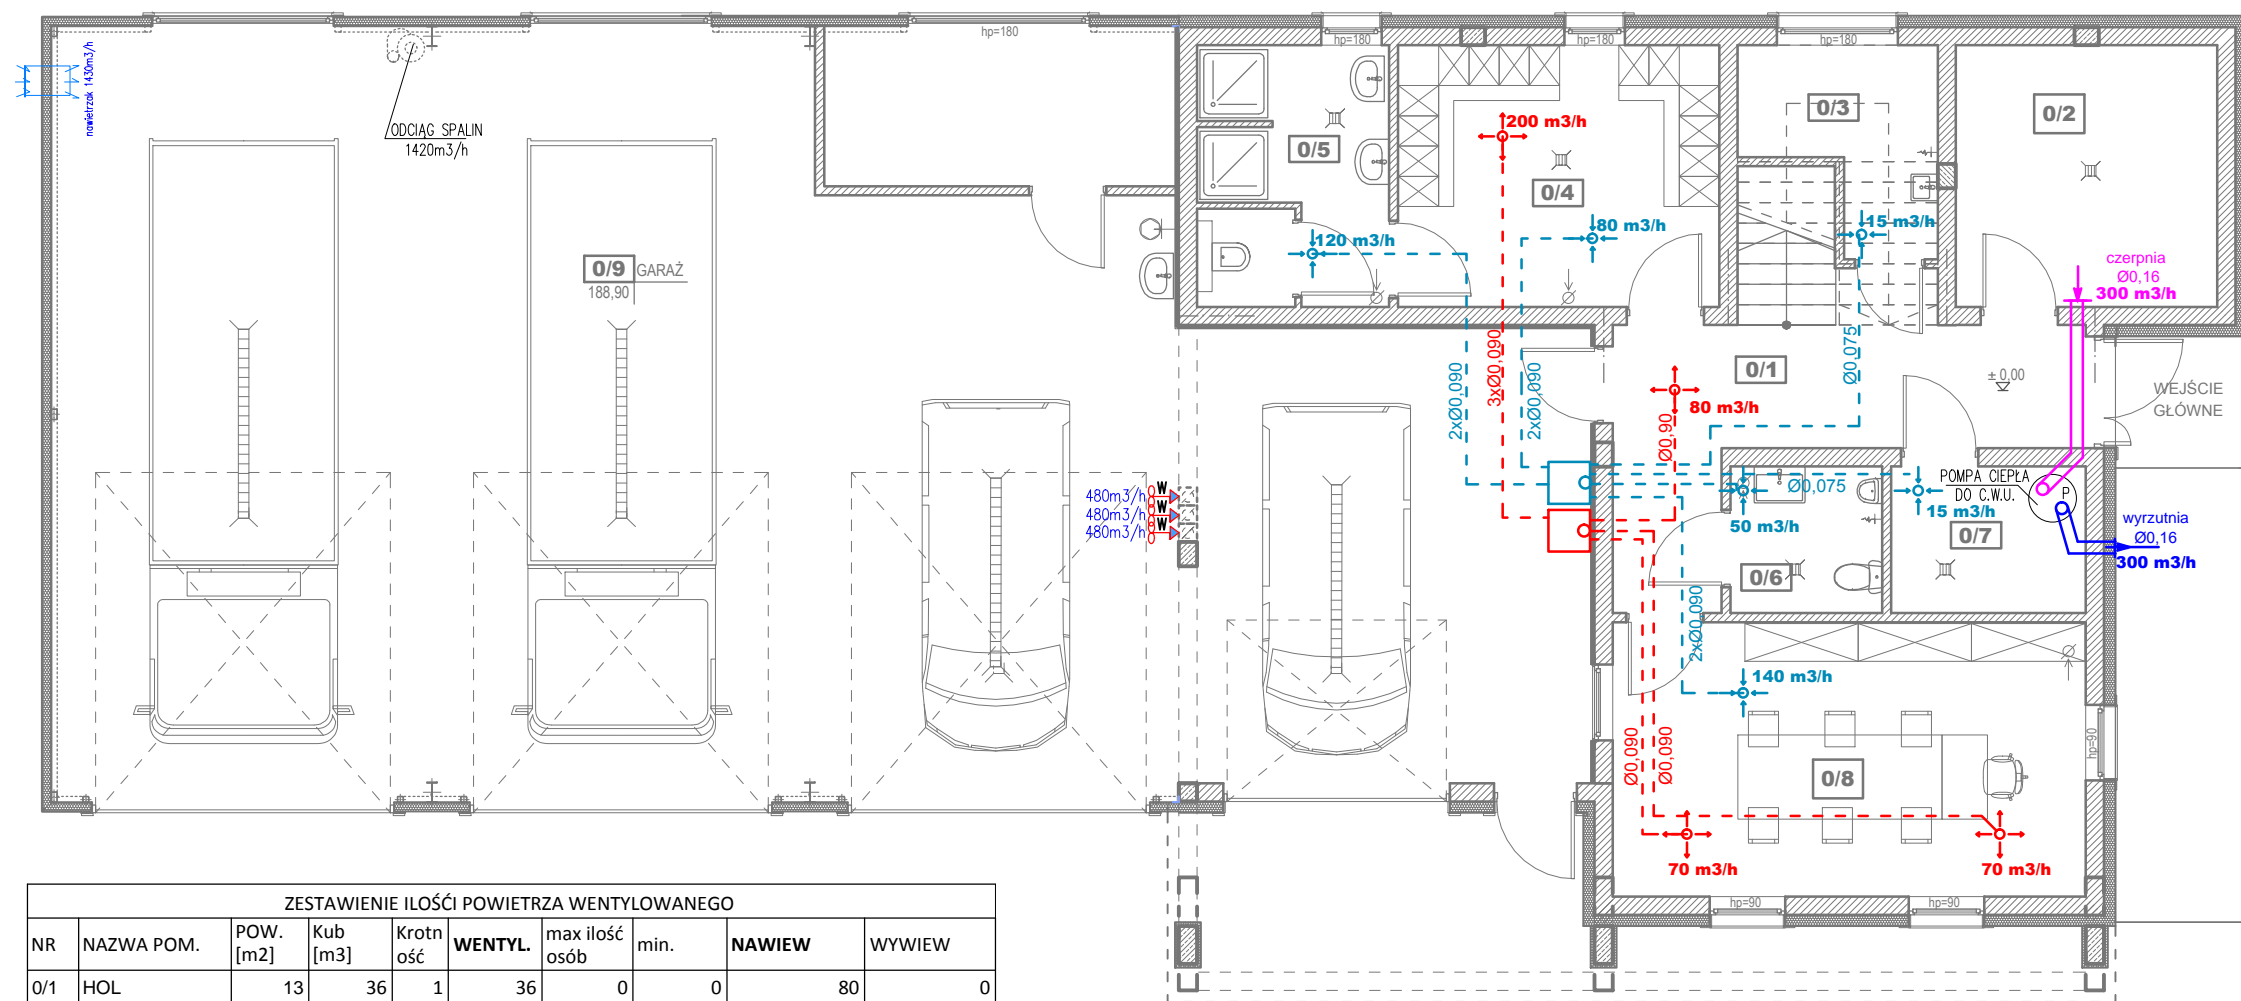 hp=180
hp=180
hp=180
hp=180
nawietrzak 1430m3/h
ODCIĄG SPALIN
1420m3/h
0/5
200 m3/h
0/4
0/3
0/2
120 m3/h
80 m3/h
15 m3/h
0/9 GARAŻ
188,90
czerpnia
Ø0,16
300 m3/h
2xØ0,090
3xØ0,090
2xØ0,090
Ø0,075
0/1
± 0,00
WEJŚCIE
GŁÓWNE
80 m3/h
Ø0,90
POMPA CIEPŁA
DO C.W.U.
P
Ø0,075
480m3/h W
480m3/h W
480m3/h W
50 m3/h
15 m3/h
0/7
wyrzutnia
Ø0,16
300 m3/h
0/6
2xØ0,090
140 m3/h
Ø0,090
Ø0,090
hp=90
0/8
70 m3/h
70 m3/h
hp=90
hp=90
ZESTAWIENIE ILOŚĆI POWIETRZA WENTYLOWANEGO
NR NAZWA POM. POW. [m2] Kub [m3] Krotn ość WENTYL. max ilość osób min. NAWIEW WYWIEW
0/1 HOL 13 36 1 36 0 0 80 0